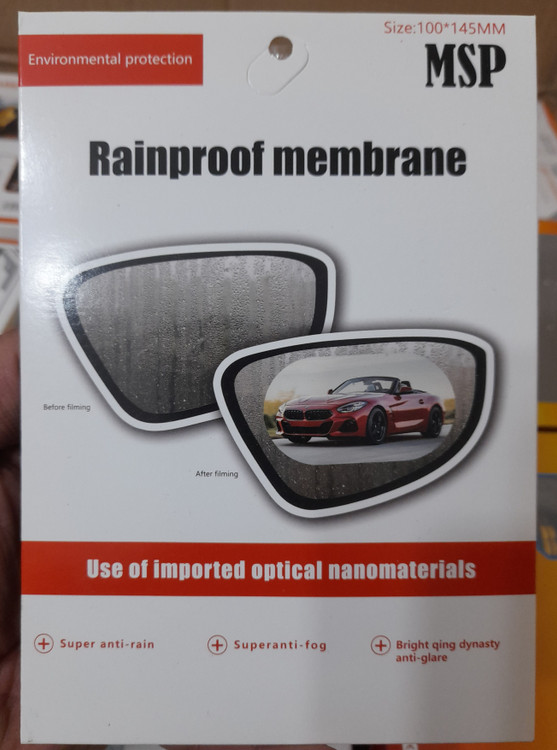 Size:100*145MM
Environmental protection
MSP
Rainproof membrane
Before filming
After filming
Use of imported optical nanomaterials
Super anti-rain
Superanti-fog
Bright qing dynasty
anti-glare